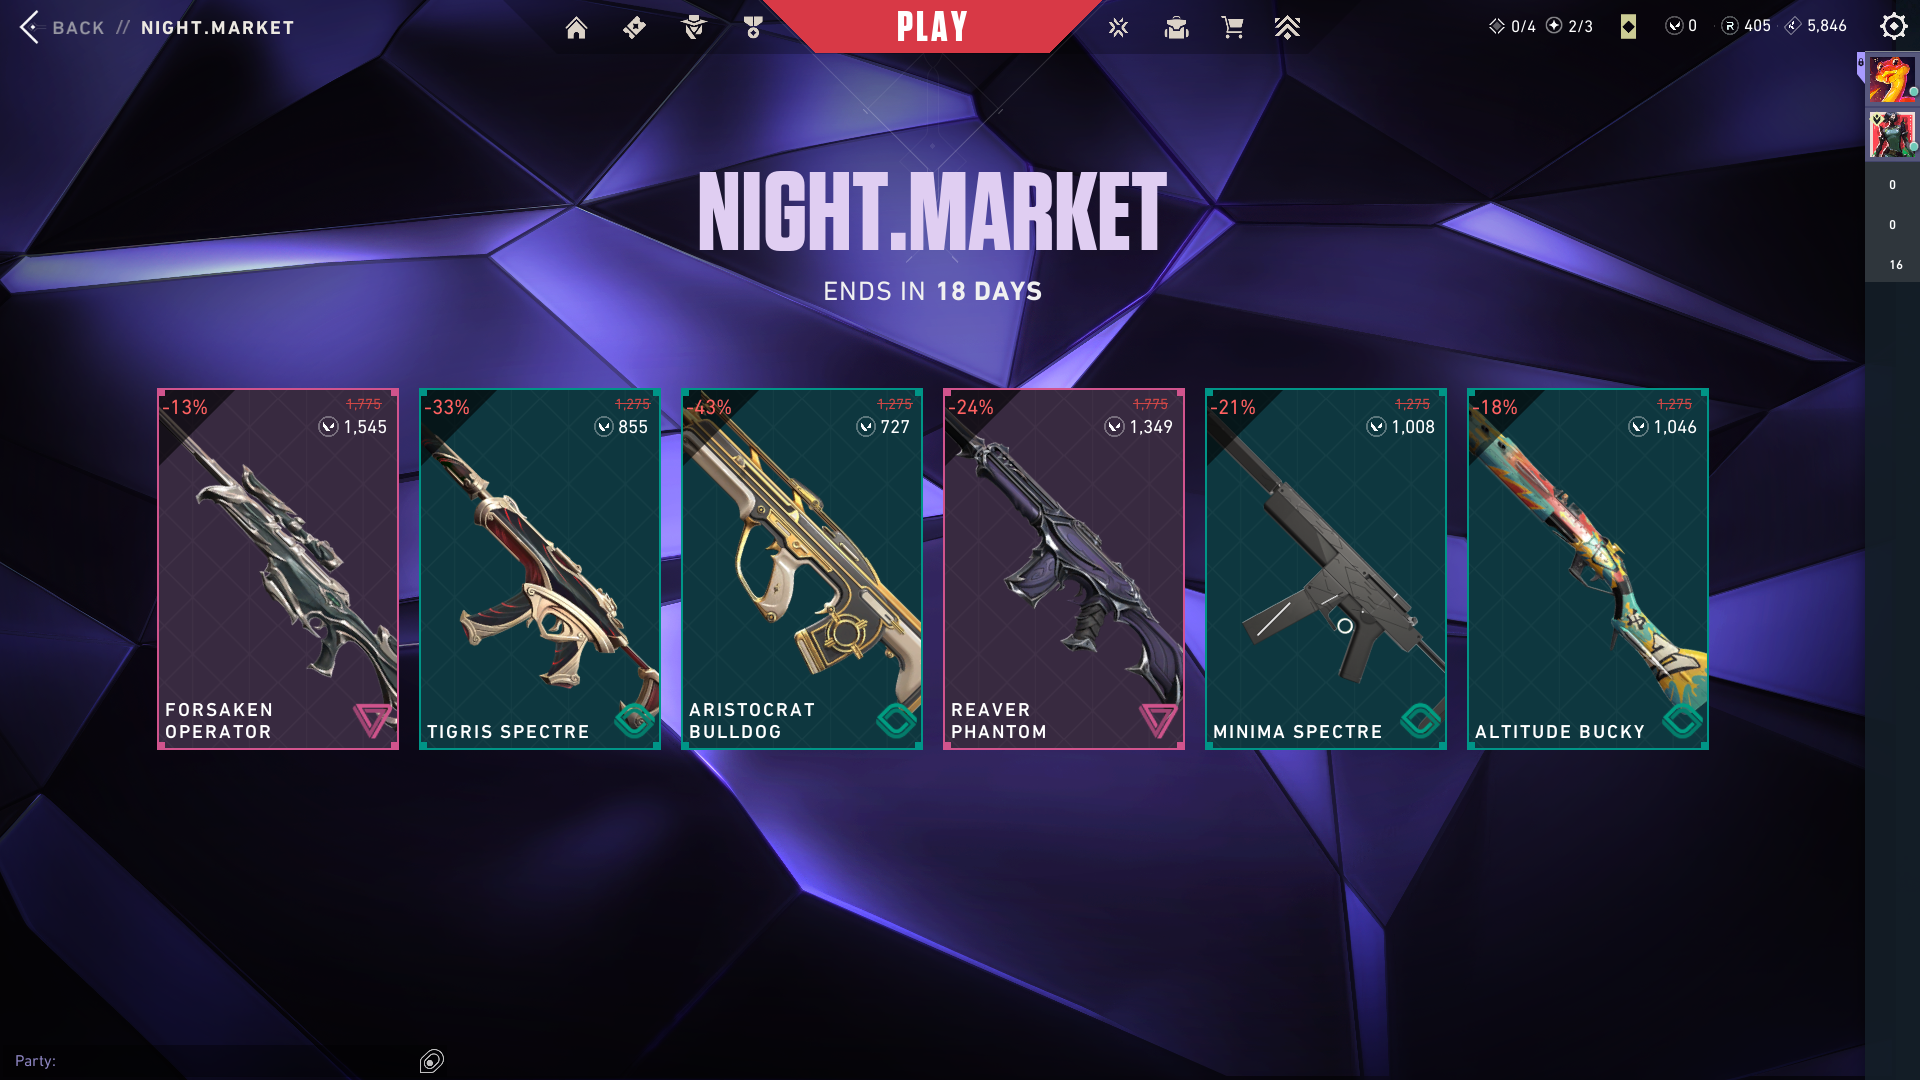 BACK // NIGHT.MARKET
PLAY
0/4 2/3 0 405 5,846
NIGHT.MARKET
ENDS IN 18 DAYS
-13% 1,775
1,545
FORSAKEN
OPERATOR
-33% 1,275
855
TIGRIS SPECTRE
-43% 1,275
727
ARISTOCRAT
BULLDOG
-24% 1,775
1,349
REAVER
PHANTOM
-21% 1,275
1,008
MINIMA SPECTRE
-18% 1,275
1,046
ALTITUDE BUCKY
0
0
16
Party: